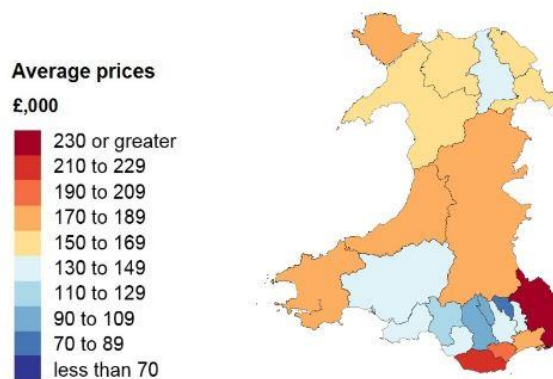 Average prices
£,000
230 or greater
210 to 229
190 to 209
170 to 189
150 to 169
130 to 149
110 to 129
90 to 109
70 to 89
less than 70